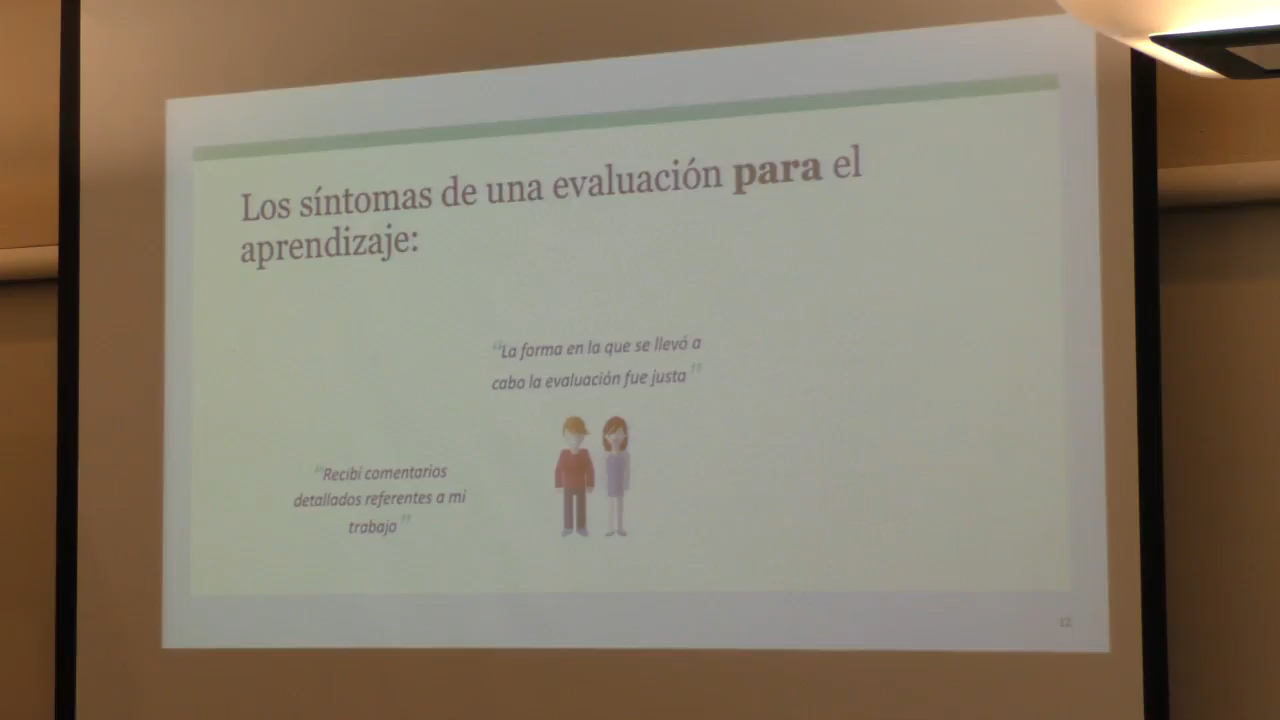 Los síntomas de una evaluación para el
aprendizaje:
"La forma en la que se llevó a
cabo la evaluación fue justa"
"Recibí comentarios
detallados referentes a mi
trabajo"
12